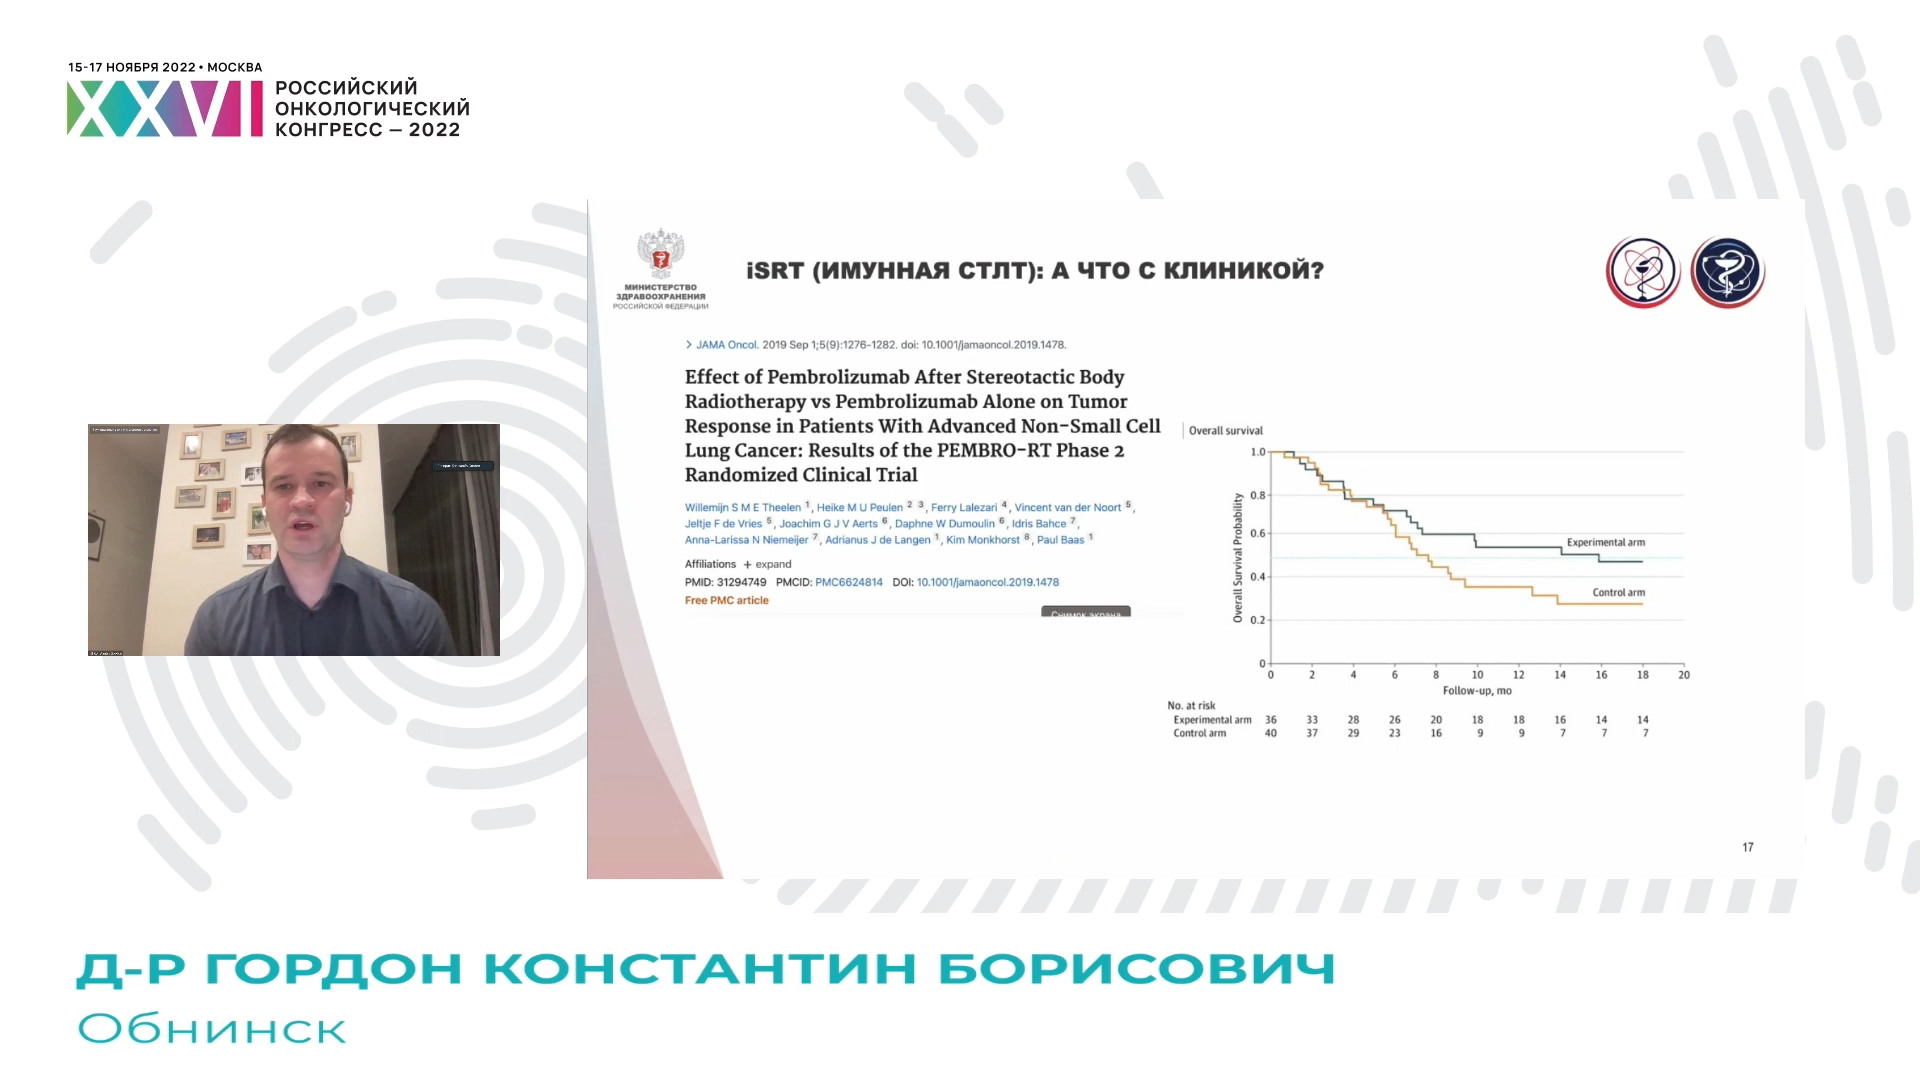 15-17 НОЯБРЯ 2022 • МОСКВА
XXVI
РОССИЙСКИЙ
ОНКОЛОГИЧЕСКИЙ
КОНГРЕСС — 2022
МИНИСТЕРСТВО
ЗДРАВООХРАНЕНИЯ
РОССИЙСКОЙ ФЕДЕРАЦИИ
iSRT (ИМУННАЯ СТЛТ): А ЧТО С КЛИНИКОЙ?
> JAMA Oncol. 2019 Sep 1;5(9):1276-1282. doi: 10.1001/jamaoncol.2019.1478.
Effect of Pembrolizumab After Stereotactic Body
Radiotherapy vs Pembrolizumab Alone on Tumor
Response in Patients With Advanced Non-Small Cell
Lung Cancer: Results of the PEMBRO-RT Phase 2
Randomized Clinical Trial
Willemijn S M E Theelen 1, Heike M U Peulen 2 3, Ferry Lalezari 4, Vincent van der Noort 5,
Jeltje F de Vries 5, Joachim G J V Aerts 6, Daphne W Dumoulin 6, Idris Bahce 7,
Anna-Larissa N Niemeijer 7, Adrianus J de Langen 1, Kim Monkhorst 8, Paul Baas 1
Affiliations + expand
PMID: 31294749 PMCID: PMC6624814 DOI: 10.1001/jamaoncol.2019.1478
Free PMC article
Снимок экрана
Overall survival
Overall Survival Probability
1.0
0.8
0.6
0.4
0.2
0
Experimental arm
Control arm
0 2 4 6 8 10 12 14 16 18 20
Follow-up, mo
No. at risk
Experimental arm 36 33 28 26 20 18 18 16 14 14
Control arm 40 37 29 23 16 9 9 7 7 7
17
Д-Р ГОРДОН КОНСТАНТИН БОРИСОВИЧ
Обнинск